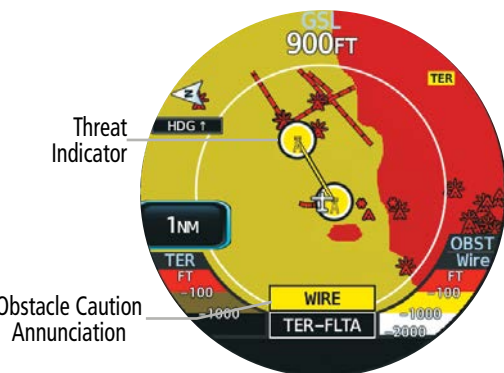 GSL
900FT
TER
N
HDG ↑
Threat
Indicator
1NM
TER
FT
-100
-1000
OBST
Wire
FT
-100
-1000
-2000
WIRE
TER-FLTA
Obstacle Caution
Annunciation